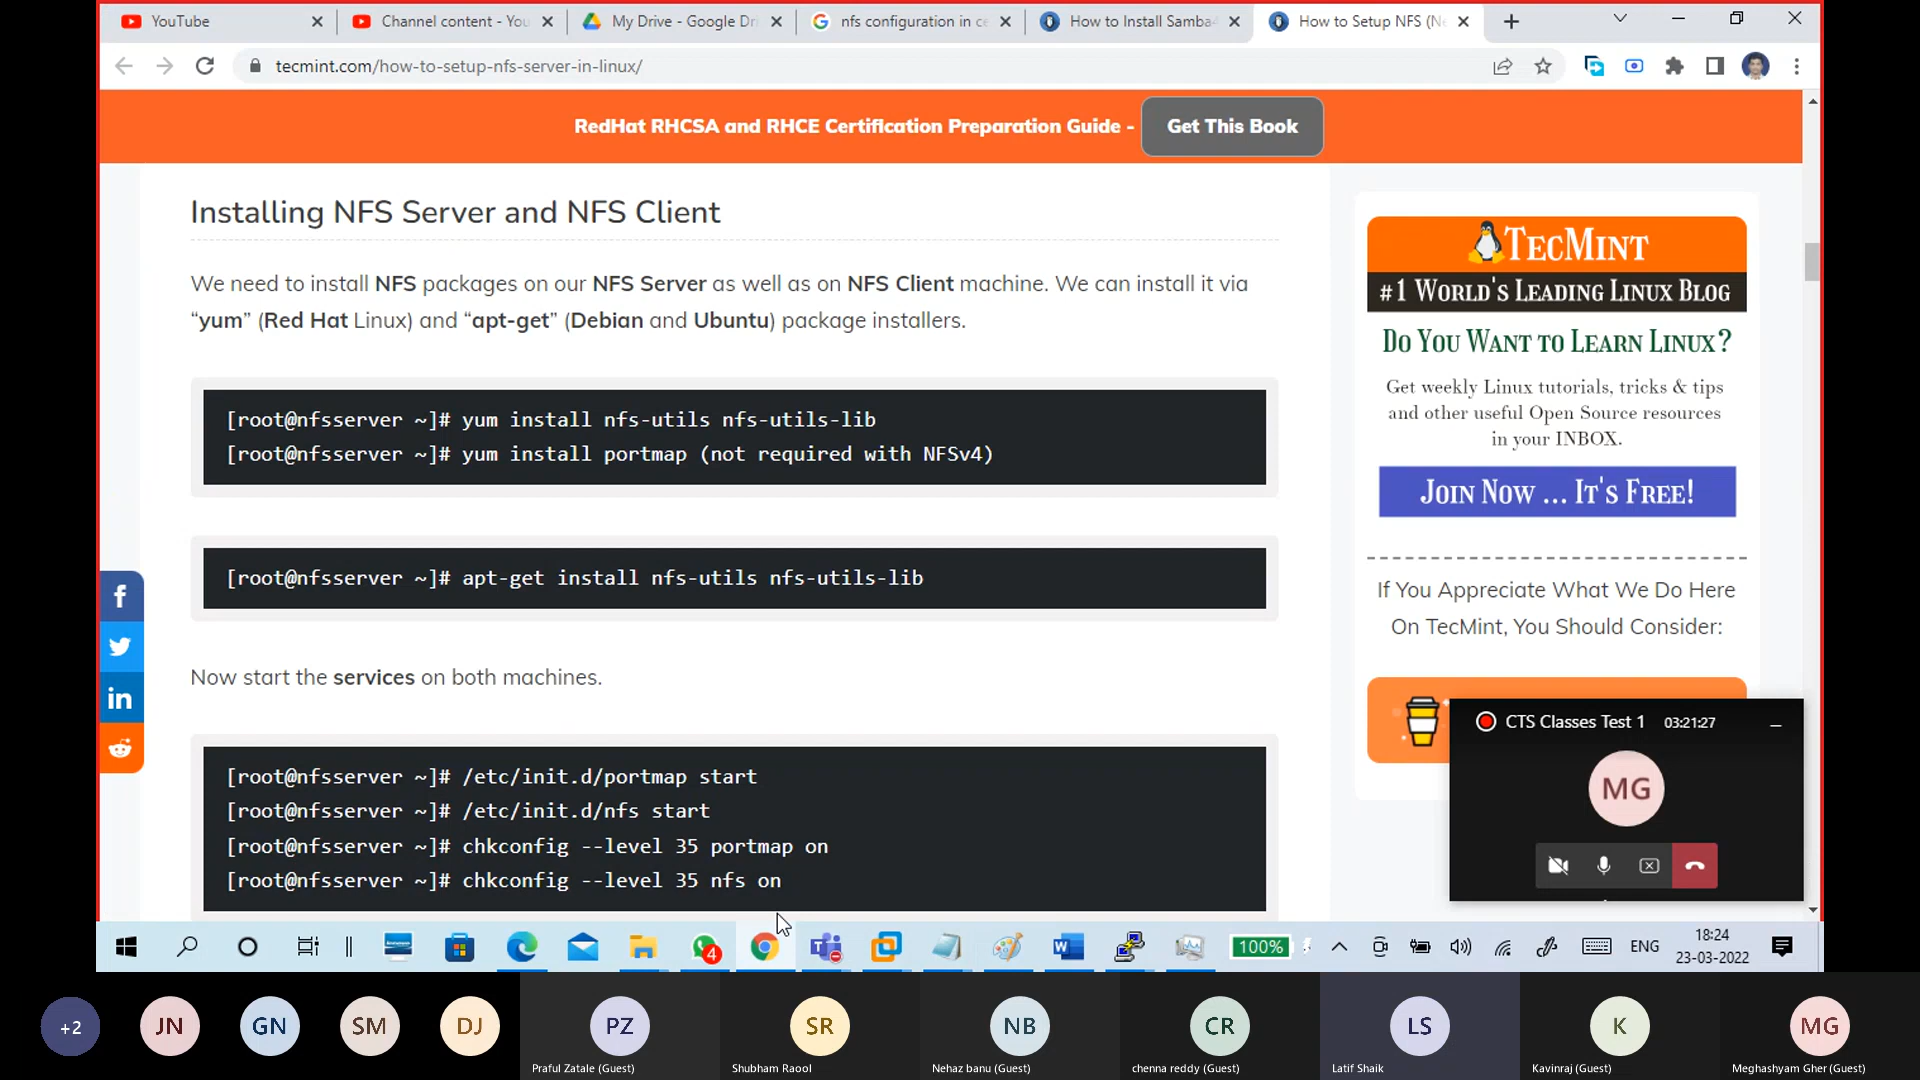 YouTube
Channel content - You
My Drive - Google Dri
nfs configuration in ce
How to Install Samba4
How to Setup NFS (Ne
tecmint.com/how-to-setup-nfs-server-in-linux/
RedHat RHCSA and RHCE Certification Preparation Guide -
Get This Book
Installing NFS Server and NFS Client
We need to install NFS packages on our NFS Server as well as on NFS Client machine. We can install it via
“yum” (Red Hat Linux) and “apt-get” (Debian and Ubuntu) package installers.
[root@nfsserver ~]# yum install nfs-utils nfs-utils-lib
[root@nfsserver ~]# yum install portmap (not required with NFSv4)
[root@nfsserver ~]# apt-get install nfs-utils nfs-utils-lib
Now start the services on both machines.
[root@nfsserver ~]# /etc/init.d/portmap start
[root@nfsserver ~]# /etc/init.d/nfs start
[root@nfsserver ~]# chkconfig --level 35 portmap on
[root@nfsserver ~]# chkconfig --level 35 nfs on
TECMINT
#1 WORLD'S LEADING LINUX BLOG
DO YOU WANT TO LEARN LINUX?
Get weekly Linux tutorials, tricks & tips
and other useful Open Source resources
in your INBOX.
JOIN NOW ... IT'S FREE!
If You Appreciate What We Do Here
On TecMint, You Should Consider:
CTS Classes Test 1
03:21:27
MG
4
100%
ENG
18:24
23-03-2022
+2
JN
GN
SM
DJ
PZ
SR
NB
CR
LS
K
MG
Praful Zatale (Guest)
Shubham Raool
Nehaz banu (Guest)
chenna reddy (Guest)
Latif Shaik
Kavinraj (Guest)
Meghashyam Gher (Guest)